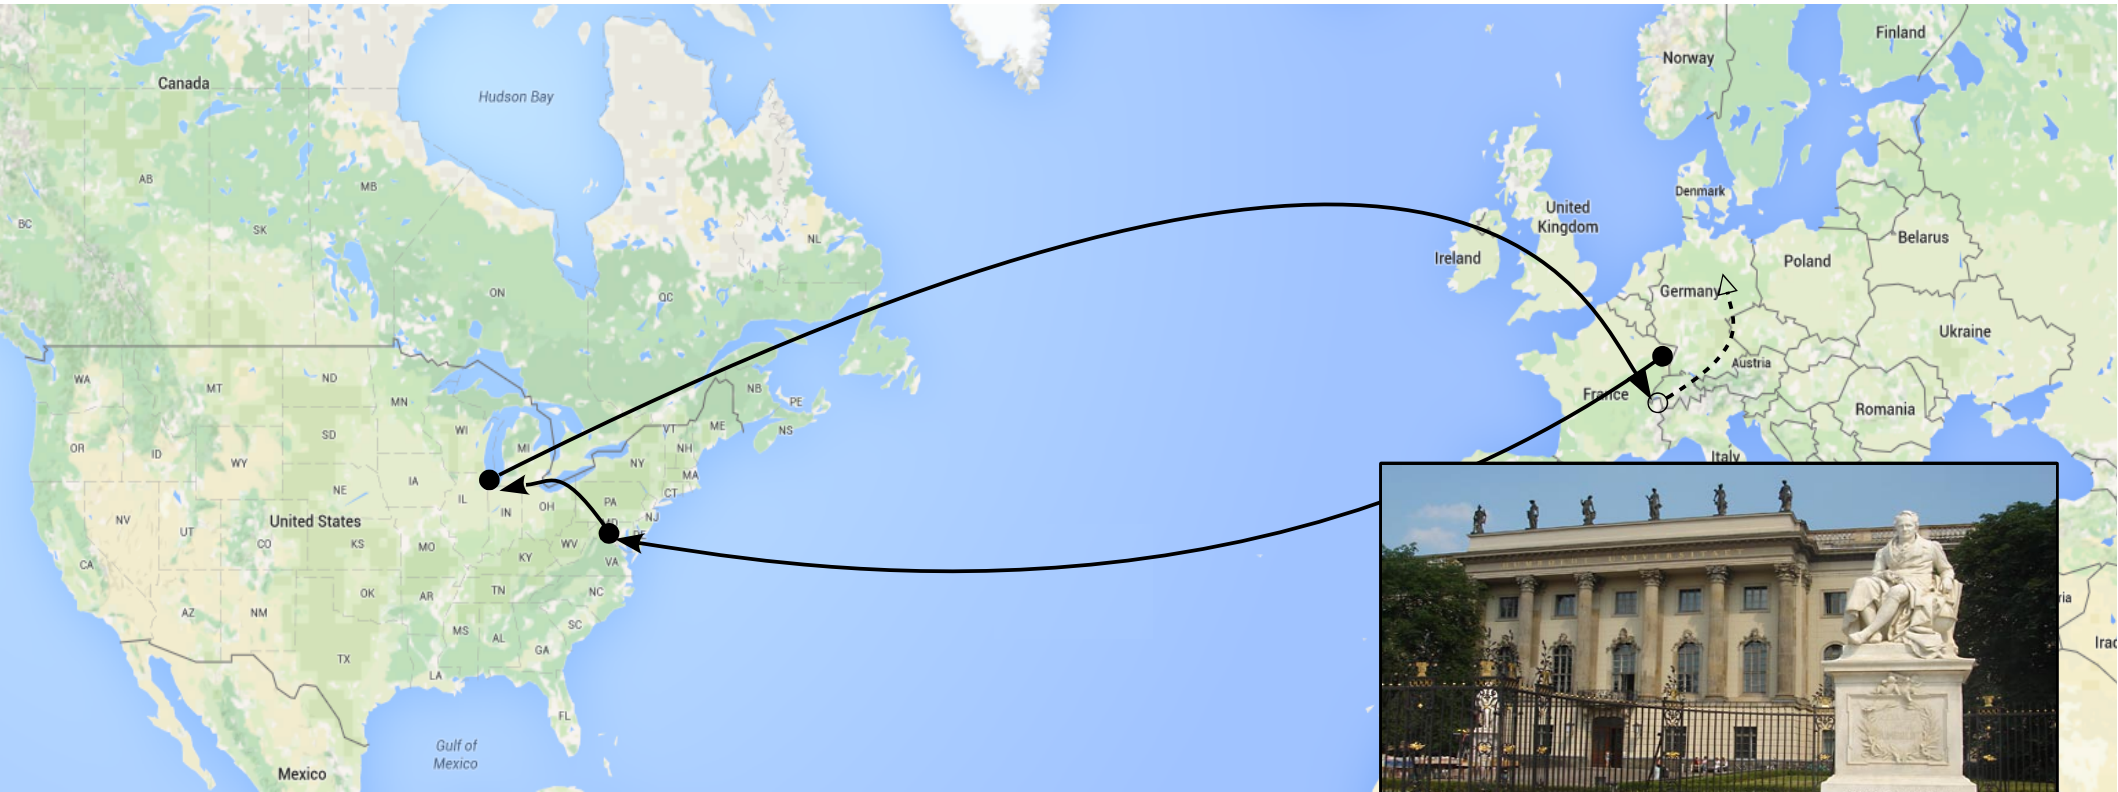 Canada
Hudson Bay
Norway
Finland
AB
MB
BC
SK
NL
ON
QC
Denmark
United
Kingdom
Ireland
Belarus
Poland
Germany
Ukraine
Austria
France
Romania
Italy
WA
MT
ND
MN
NB
PE
ME
NS
VT
NH
OR
ID
SD
WY
WI
MI
NY
MA
CT
IA
NE
IL
IN
OH
PA
NJ
NV
UT
CO
United States
KS
MO
KY
WV
VA
CA
AZ
NM
OK
AR
TN
NC
MS
AL
SC
GA
TX
LA
FL
Gulf of
Mexico
Mexico
ria
Irac